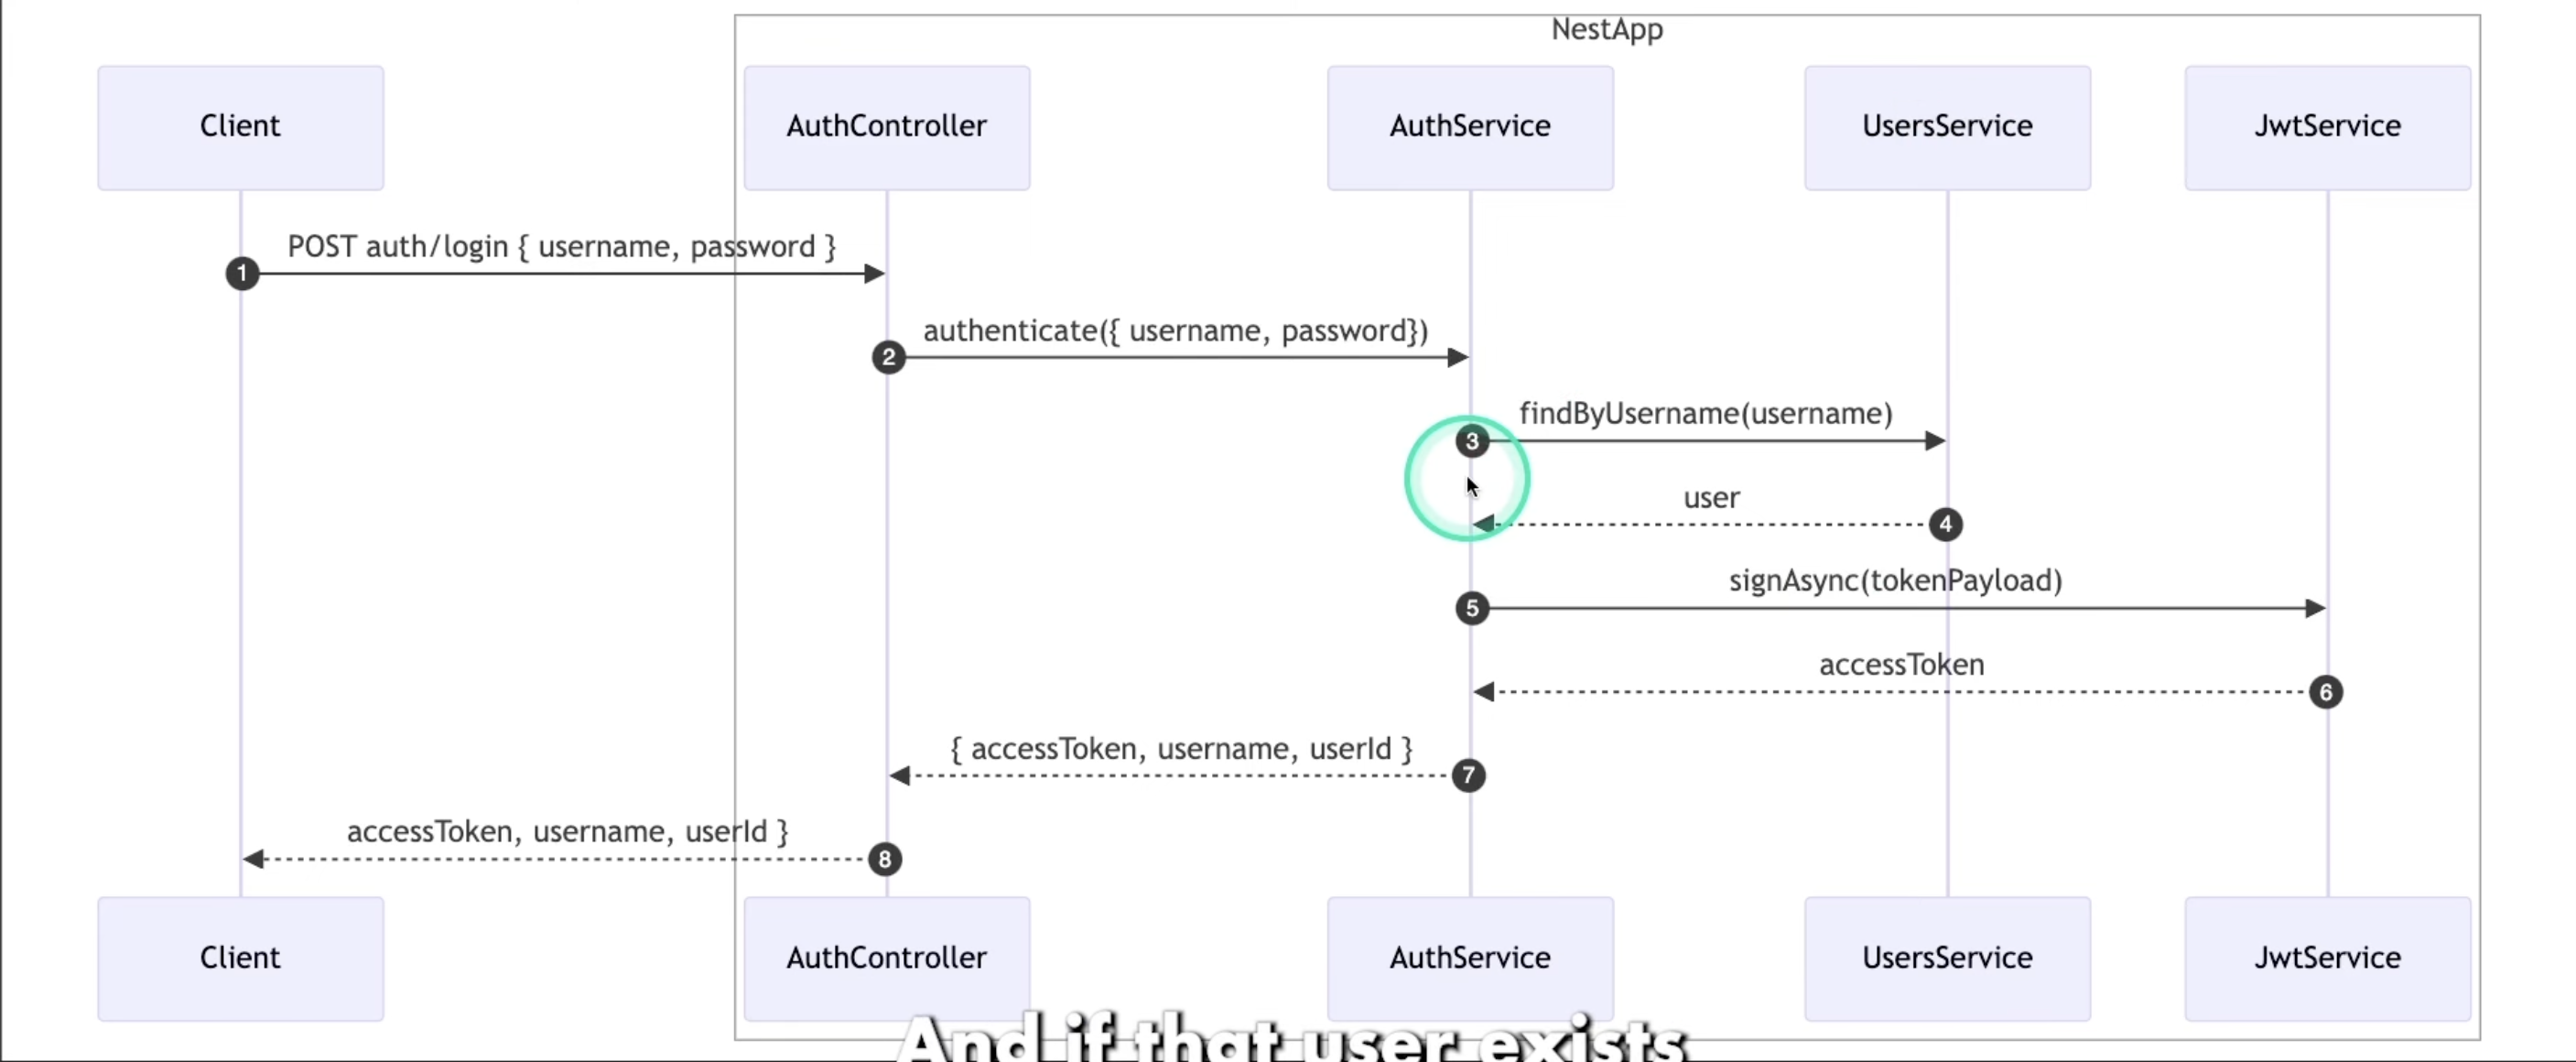 NestApp
Client
AuthController
AuthService
UsersService
JwtService
POST auth/login { username, password }
1
authenticate({ username, password})
2
findByUsername(username)
3
user
4
signAsync(tokenPayload)
5
accessToken
6
{ accessToken, username, userId }
7
accessToken, username, userId }
8
Client
AuthController
AuthService
UsersService
JwtService
And if that user exists